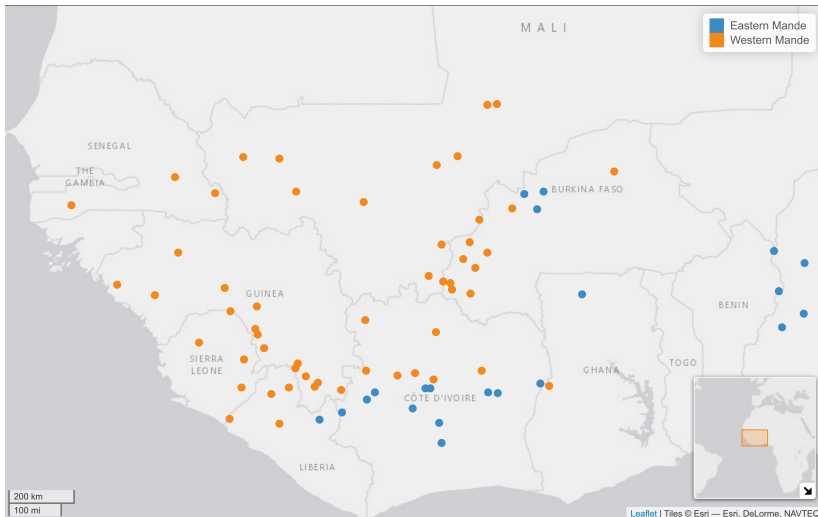 MALI
Eastern Mande
Western Mande
SENEGAL
THE
GAMBIA
BURKINA FASO
GUINEA
BENIN
SIERRA
LEONE
GHANA
TOGO
CÔTE D'IVOIRE
LIBERIA
200 km
100 mi
Leaflet | Tiles © Esri — Esri, DeLorme, NAVTEQ